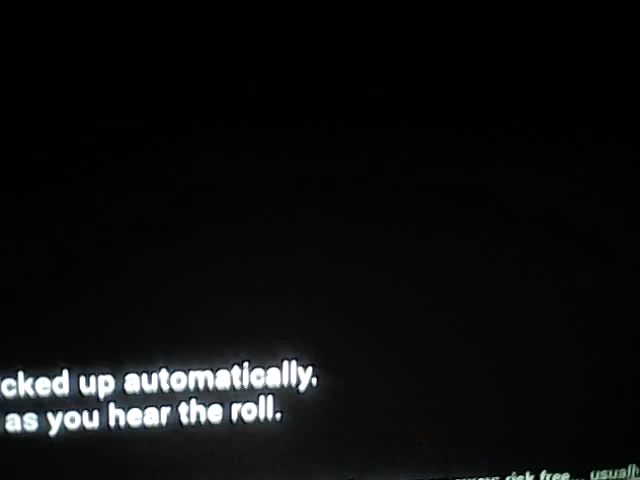 cked up automatically.
as you hear the roll.
risk free... usuall